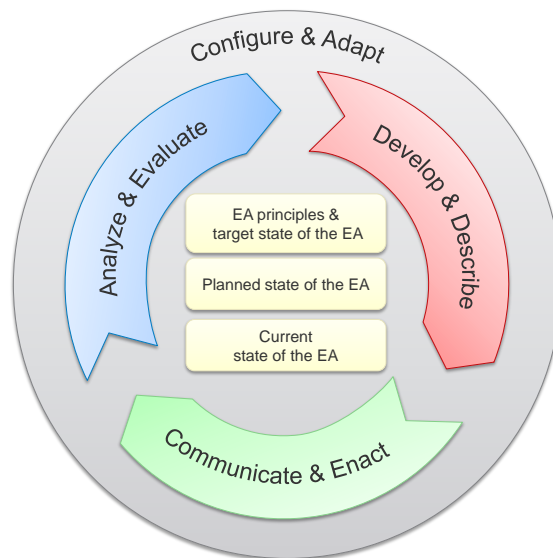 Configure & Adapt
Analyze & Evaluate
Develop & Describe
EA principles &
target state of the EA
Planned state of the EA
Current
state of the EA
Communicate & Enact